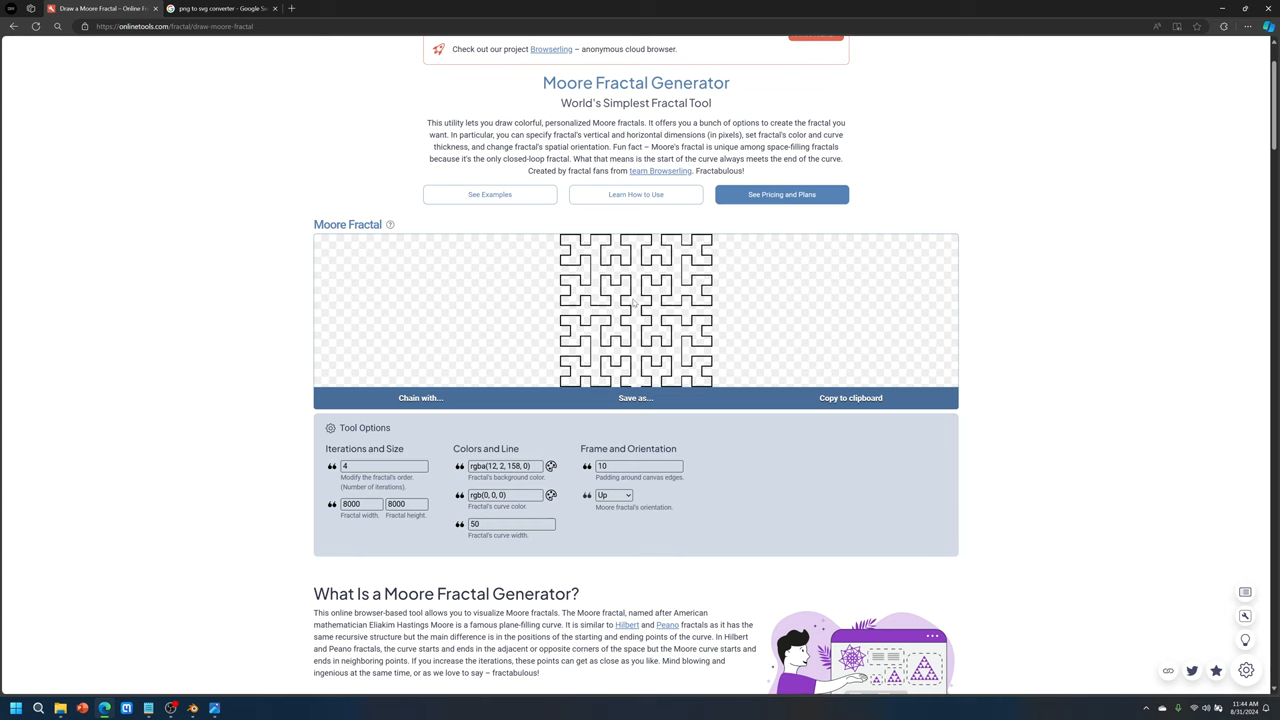 Draw a Moore Fractal – Online Fr
png to svg converter - Google Se
https://onlinetools.com/fractal/draw-moore-fractal
Check out our project Browserling – anonymous cloud browser.
Moore Fractal Generator
World's Simplest Fractal Tool
This utility lets you draw colorful, personalized Moore fractals. It offers you a bunch of options to create the fractal you
want. In particular, you can specify fractal's vertical and horizontal dimensions (in pixels), set fractal's color and curve
thickness, and change fractal's spatial orientation. Fun fact – Moore's fractal is unique among space-filling fractals
because it's the only closed-loop fractal. What that means is the start of the curve always meets the end of the curve.
Created by fractal fans from team Browserling. Fractabulous!
See Examples
Learn How to Use
See Pricing and Plans
Moore Fractal
Chain with...
Save as...
Copy to clipboard
Tool Options
Iterations and Size
4
Modify the fractal's order.
(Number of iterations).
8000 8000
Fractal width. Fractal height.
Colors and Line
rgba(12, 2, 158, 0)
Fractal's background color.
rgb(0, 0, 0)
Fractal's curve color.
50
Fractal's curve width.
Frame and Orientation
10
Padding around canvas edges.
Up
Moore fractal's orientation.
What Is a Moore Fractal Generator?
This online browser-based tool allows you to visualize Moore fractals. The Moore fractal, named after American
mathematician Eliakim Hastings Moore is a famous plane-filling curve. It is similar to Hilbert and Peano fractals as it has the
same recursive structure but the main difference is in the positions of the starting and ending points of the curve. In Hilbert
and Peano fractals, the curve starts and ends in the adjacent or opposite corners of the space but the Moore curve starts and
ends in neighboring points. If you increase the iterations, these points can get as close as you like. Mind blowing and
ingenious at the same time, or as we love to say – fractabulous!
11:44 AM
8/31/2024